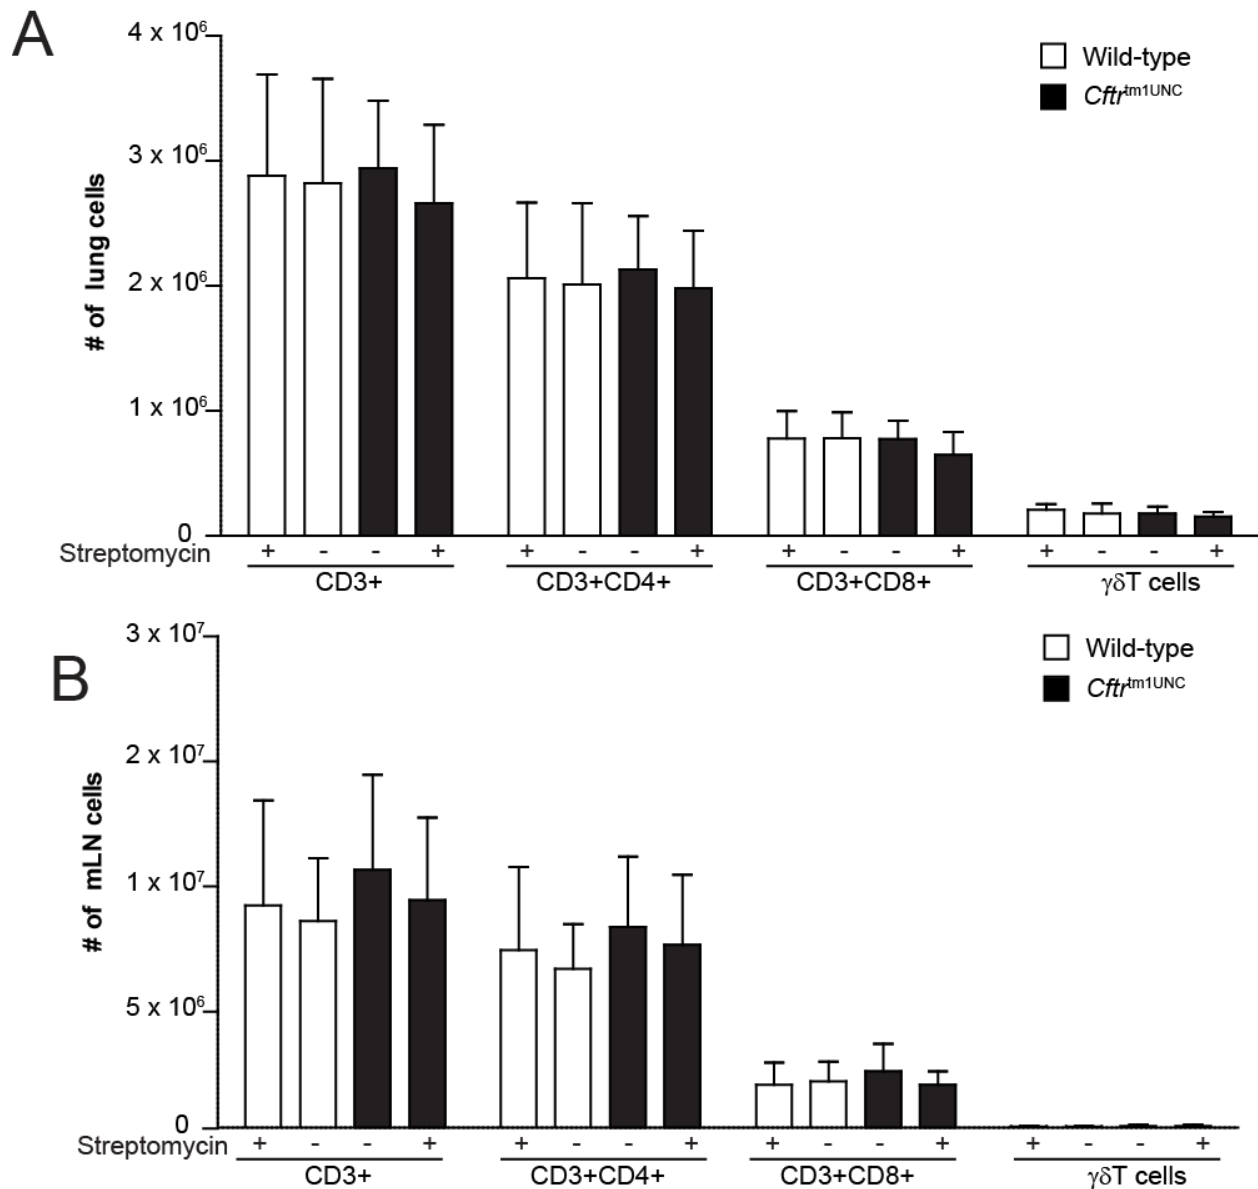 A
4 x 10⁶
3 x 10⁶
2 x 10⁶
1 x 10⁶
0
# of lung cells
Wild-type
Cftr^tm1UNC
Streptomycin + - - + + - - + + - - + + - - +
CD3+ CD3+CD4+ CD3+CD8+ γδT cells
B
3 x 10⁷
2 x 10⁷
1 x 10⁷
5 x 10⁶
0
# of mLN cells
Wild-type
Cftr^tm1UNC
Streptomycin + - - + + - - + + - - + + - - +
CD3+ CD3+CD4+ CD3+CD8+ γδT cells